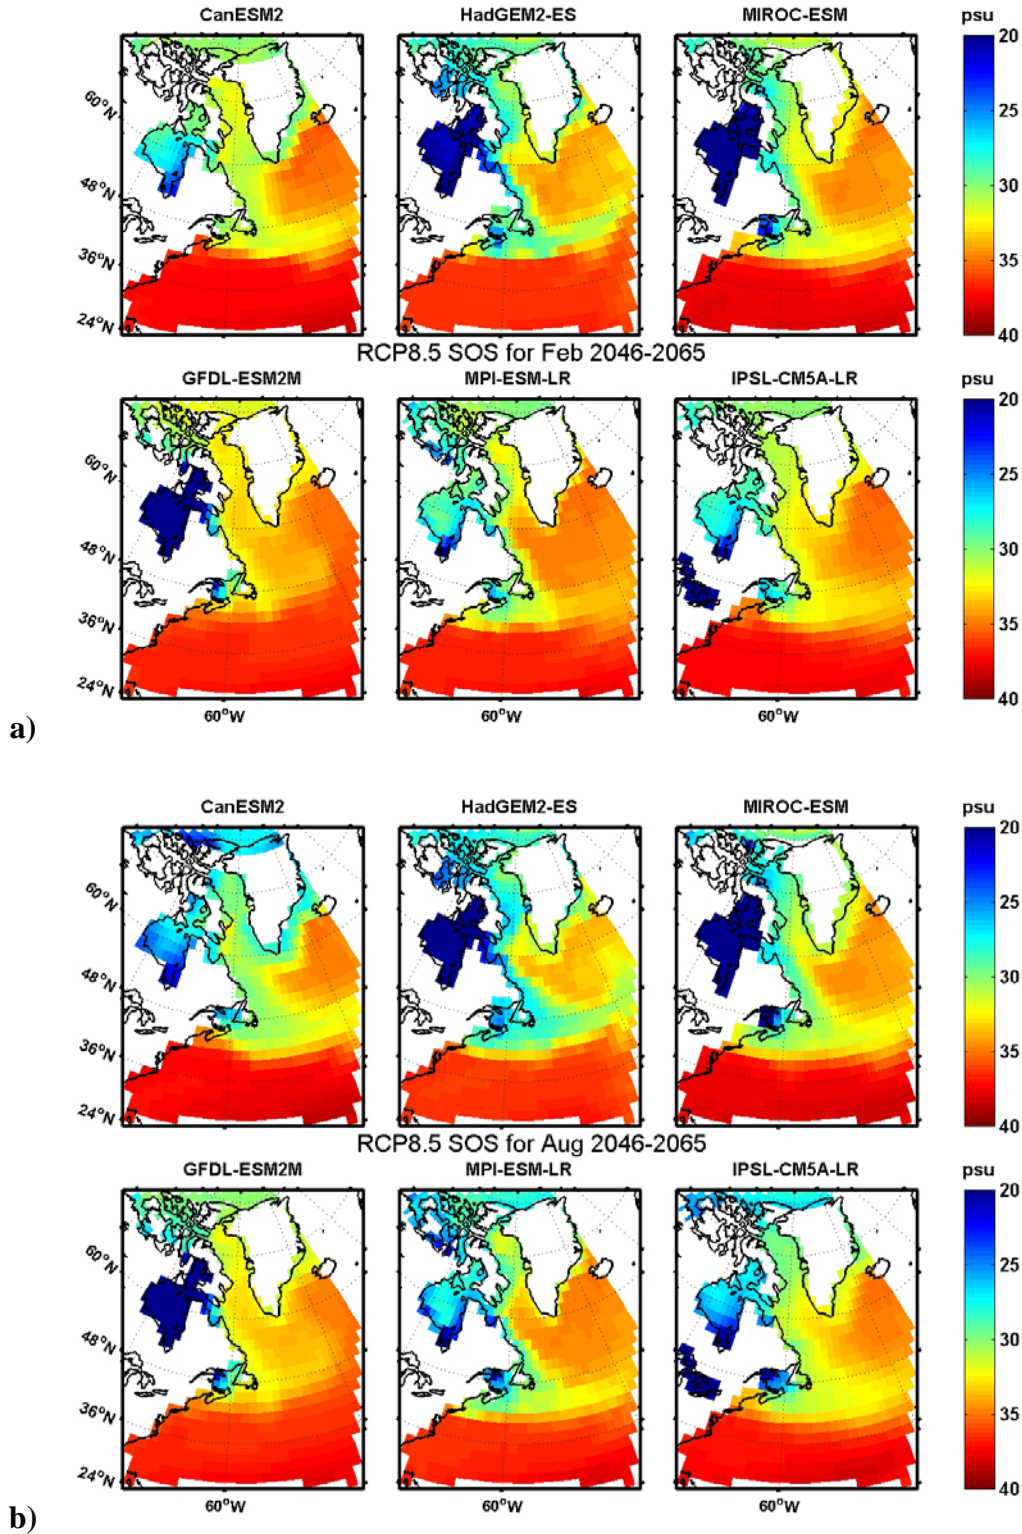 CanESM2 HadGEM2-ES MIROC-ESM psu
20
25
30
35
40
60°N
48°N
36°N
24°N
RCP8.5 SOS for Feb 2046-2065
GFDL-ESM2M MPI-ESM-LR IPSL-CM5A-LR psu
20
25
30
35
40
60°N
48°N
36°N
24°N
60°W 60°W 60°W
a)
CanESM2 HadGEM2-ES MIROC-ESM psu
20
25
30
35
40
60°N
48°N
36°N
24°N
RCP8.5 SOS for Aug 2046-2065
GFDL-ESM2M MPI-ESM-LR IPSL-CM5A-LR psu
20
25
30
35
40
60°N
48°N
36°N
24°N
60°W 60°W 60°W
b)